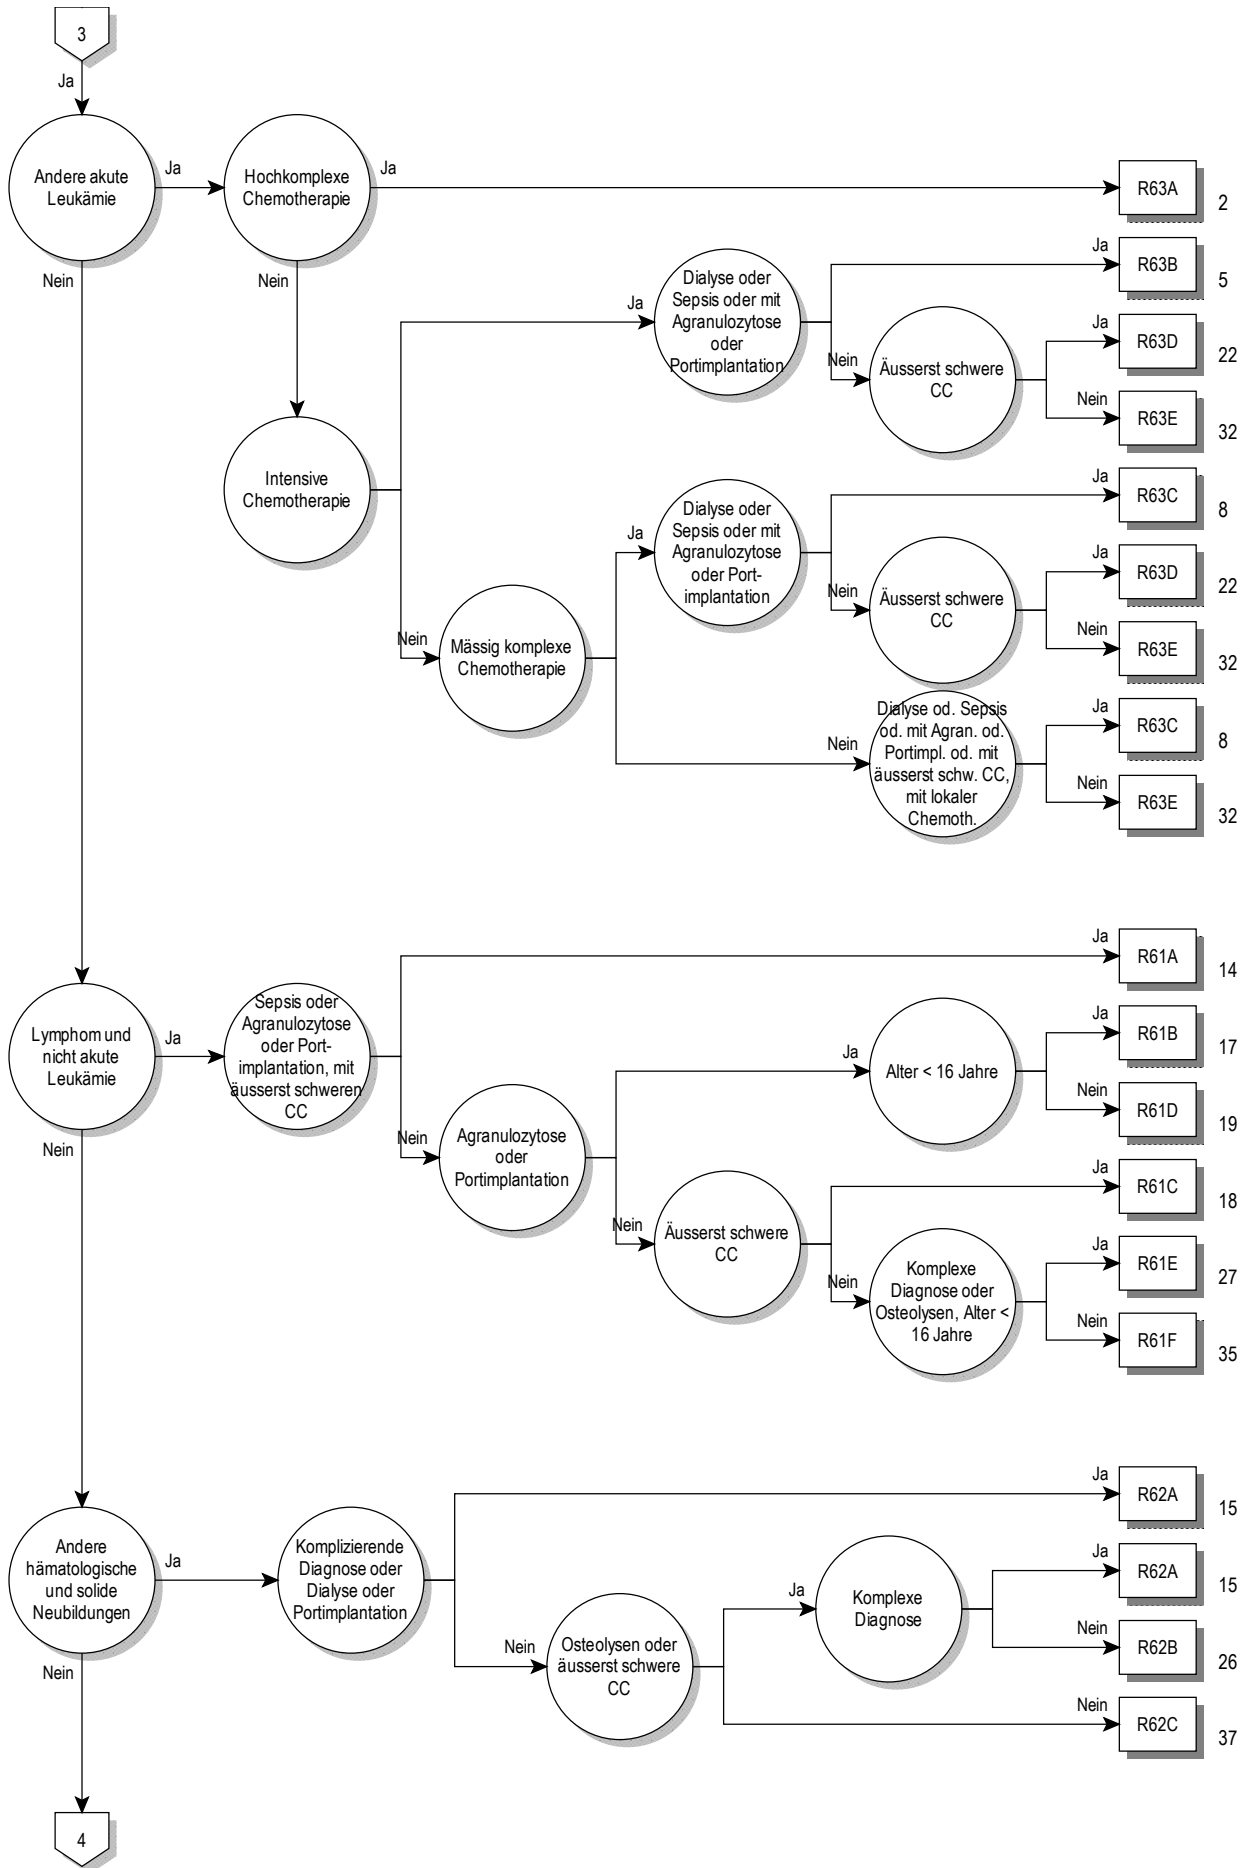 3
Ja
Andere akute
Leukämie
Ja
Hochkomplexe
Chemotherapie
Ja
R63A
2
Nein
Nein
Dialyse oder
Sepsis oder mit
Agranulozytose
oder
Portimplantation
Ja
Ja
R63B
5
Nein
Äusserst schwere
CC
Ja
R63D
22
Nein
R63E
32
Intensive
Chemotherapie
Ja
Dialyse oder
Sepsis oder mit
Agranulozytose
oder Port-
implantation
Ja
R63C
8
Nein
Äusserst schwere
CC
Ja
R63D
22
Nein
R63E
32
Nein
Mässig komplexe
Chemotherapie
Nein
Dialyse od. Sepsis
od. mit Agran. od.
Portimpl. od. mit
äusserst schw. CC,
mit lokaler
Chemoth.
Ja
R63C
8
Nein
R63E
32
Lymphom und
nicht akute
Leukämie
Ja
Sepsis oder
Agranulozytose
oder Port-
implantation, mit
äusserst schweren
CC
Ja
R61A
14
Nein
Nein
Agranulozytose
oder
Portimplantation
Ja
Alter < 16 Jahre
Ja
R61B
17
Nein
R61D
19
Nein
Äusserst schwere
CC
Ja
R61C
18
Nein
Komplexe
Diagnose oder
Osteolysen, Alter <
16 Jahre
Ja
R61E
27
Nein
R61F
35
Andere
hämatologische
und solide
Neubildungen
Ja
Komplizierende
Diagnose oder
Dialyse oder
Portimplantation
Ja
R62A
15
Nein
Nein
Osteolysen oder
äusserst schwere
CC
Ja
Komplexe
Diagnose
Ja
R62A
15
Nein
R62B
26
Nein
R62C
37
4